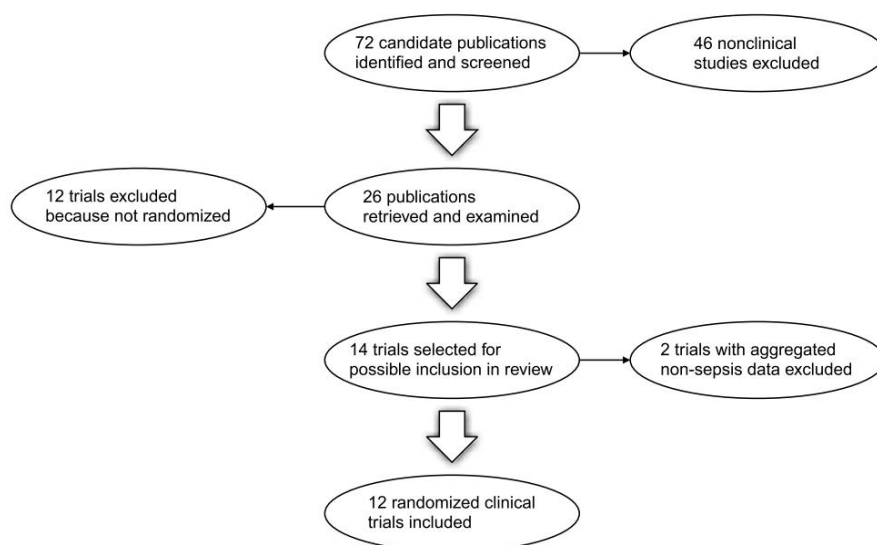 72 candidate publications
identified and screened
46 nonclinical
studies excluded
12 trials excluded
because not randomized
26 publications
retrieved and examined
14 trials selected for
possible inclusion in review
2 trials with aggregated
non-sepsis data excluded
12 randomized clinical
trials included